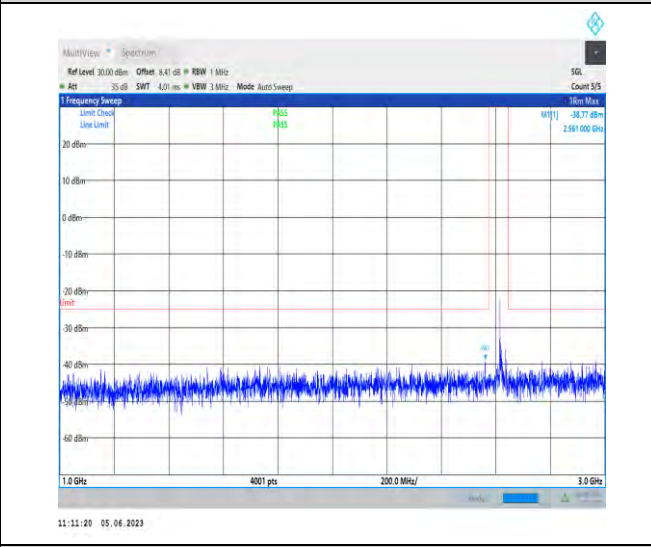 MultiView Spectrum
Ref Level 30.00 dBm Offset 8.41 dB RBW 1 MHz SGL
Att 35 dB SWT 4.01 ms VBW 3 MHz Mode Auto Sweep Count 5/5
1 Frequency Sweep Max
Limit Check PASS M1[1] -38.77 dBm
Line Limit PASS 2.561 000 GHz
20 dBm
10 dBm
0 dBm
-10 dBm
-20 dBm
Limit
-30 dBm
M1
-40 dBm
-50 dBm
-60 dBm
1.0 GHz 4001 pts 200.0 MHz/ 3.0 GHz
11:11:20 05.06.2023